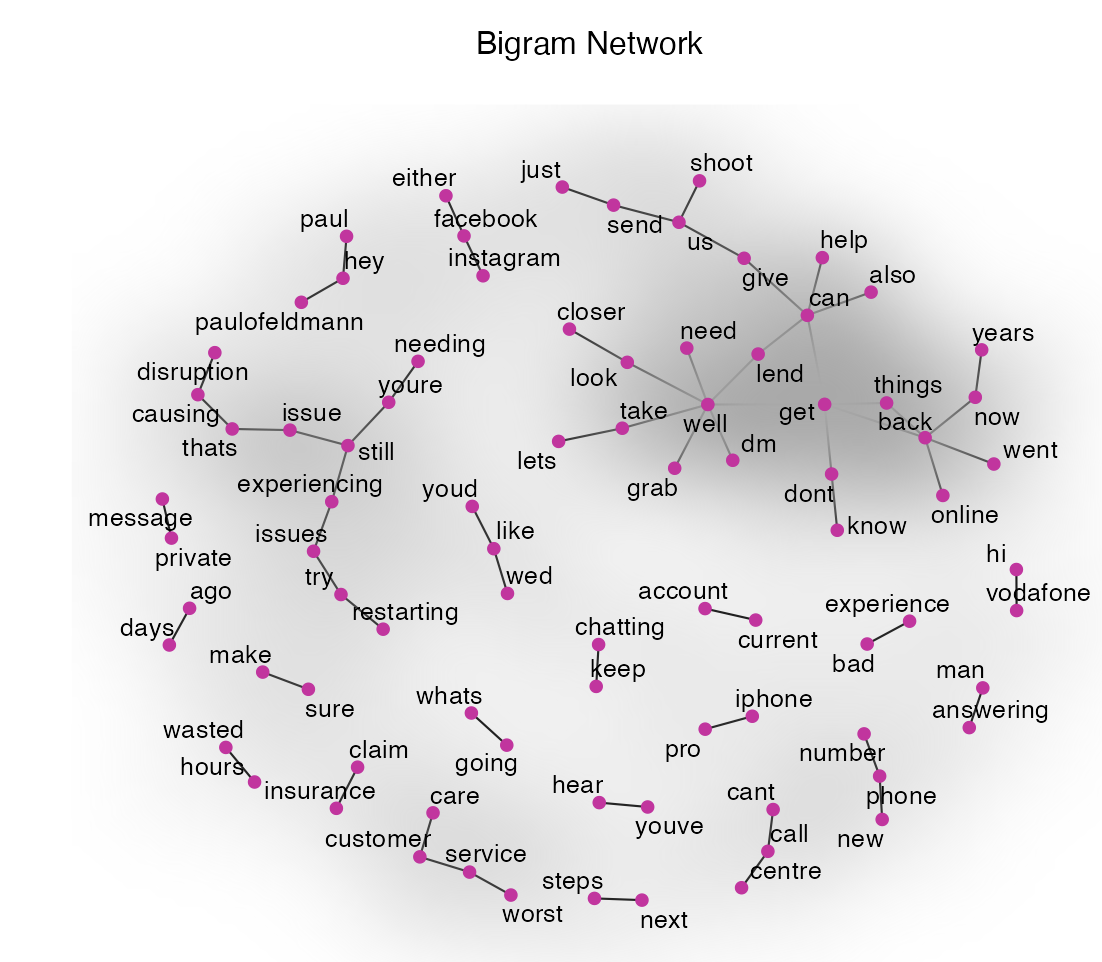 Bigram Network
just
shoot
either
send
us
facebook
paul
help
hey
instagram
give
also
can
paulofeldmann
closer
need
years
needing
look
lend
disruption
youre
things
causing
issue
take
get
back
now
thats
still
well
dm
went
lets
experiencing
youd
grab
dont
online
message
issues
like
know
private
hi
try
wed
ago
restarting
account
experience
vodafone
days
chatting
current
make
keep
bad
man
sure
whats
iphone
answering
wasted
claim
pro
number
hours
going
insurance
care
hear
cant
phone
customer
youve
call
new
service
centre
steps
worst
next